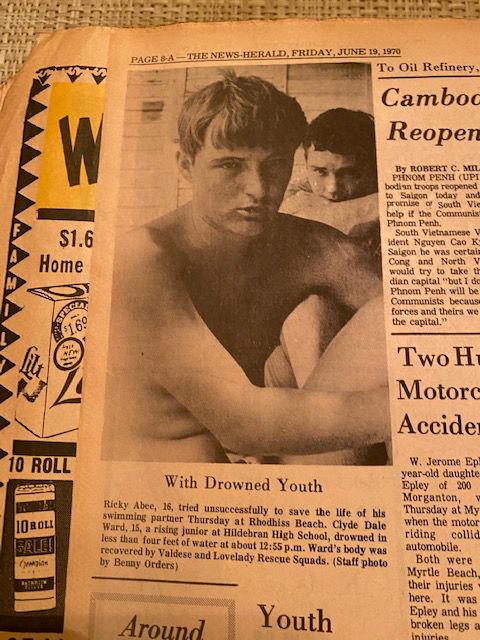 PAGE 8-A — THE NEWS-HERALD, FRIDAY, JUNE 19, 1970
W
$1.6
Home
FAMILY
SPECIAL
$1.69
NEW
10 ROLL
10 ROLL
SALE!
With Drowned Youth
Ricky Abee, 16, tried unsuccessfully to save the life of his
swimming partner Thursday at Rhodhiss Beach. Clyde Dale
Ward, 15, a rising junior at Hildebran High School, drowned in
less than four feet of water at about 12:55 p.m. Ward's body was
recovered by Valdese and Lovelady Rescue Squads. (Staff photo
by Benny Orders)
Around
Youth
To Oil Refinery,
Cambod
Reopen
By ROBERT C. MIL
PHNOM PENH (UPI
bodian troops reopened
to Saigon today and
promise of South Vie
help if the Communist
Phnom Penh.
South Vietnamese V
ident Nguyen Cao Ky
Saigon he was certain
Cong and North V
would try to take th
dian capital "but I do
Phnom Penh will be
Communists because
forces and theirs we
the capital."
Two Hu
Motorc
Acciden
W. Jerome Epl
year-old daughte
Epley of 200
Morganton, w
Thursday at My
when the motor
riding collid
automobile.
Both were
Myrtle Beach,
their injuries
here. It was
Epley and his
broken legs a
injuries